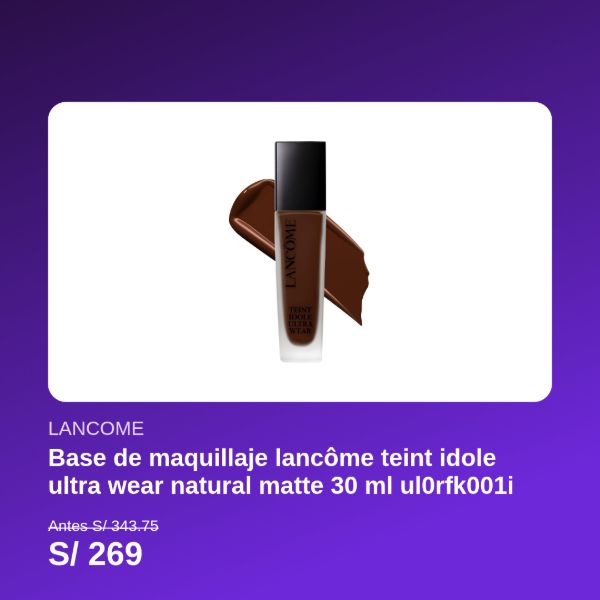 LANCÔME
TEINT
IDOLE
ULTRA
WEAR
LANCOME
Base de maquillaje lancôme teint idole
ultra wear natural matte 30 ml ul0rfk001i
Antes S/ 343.75
S/ 269